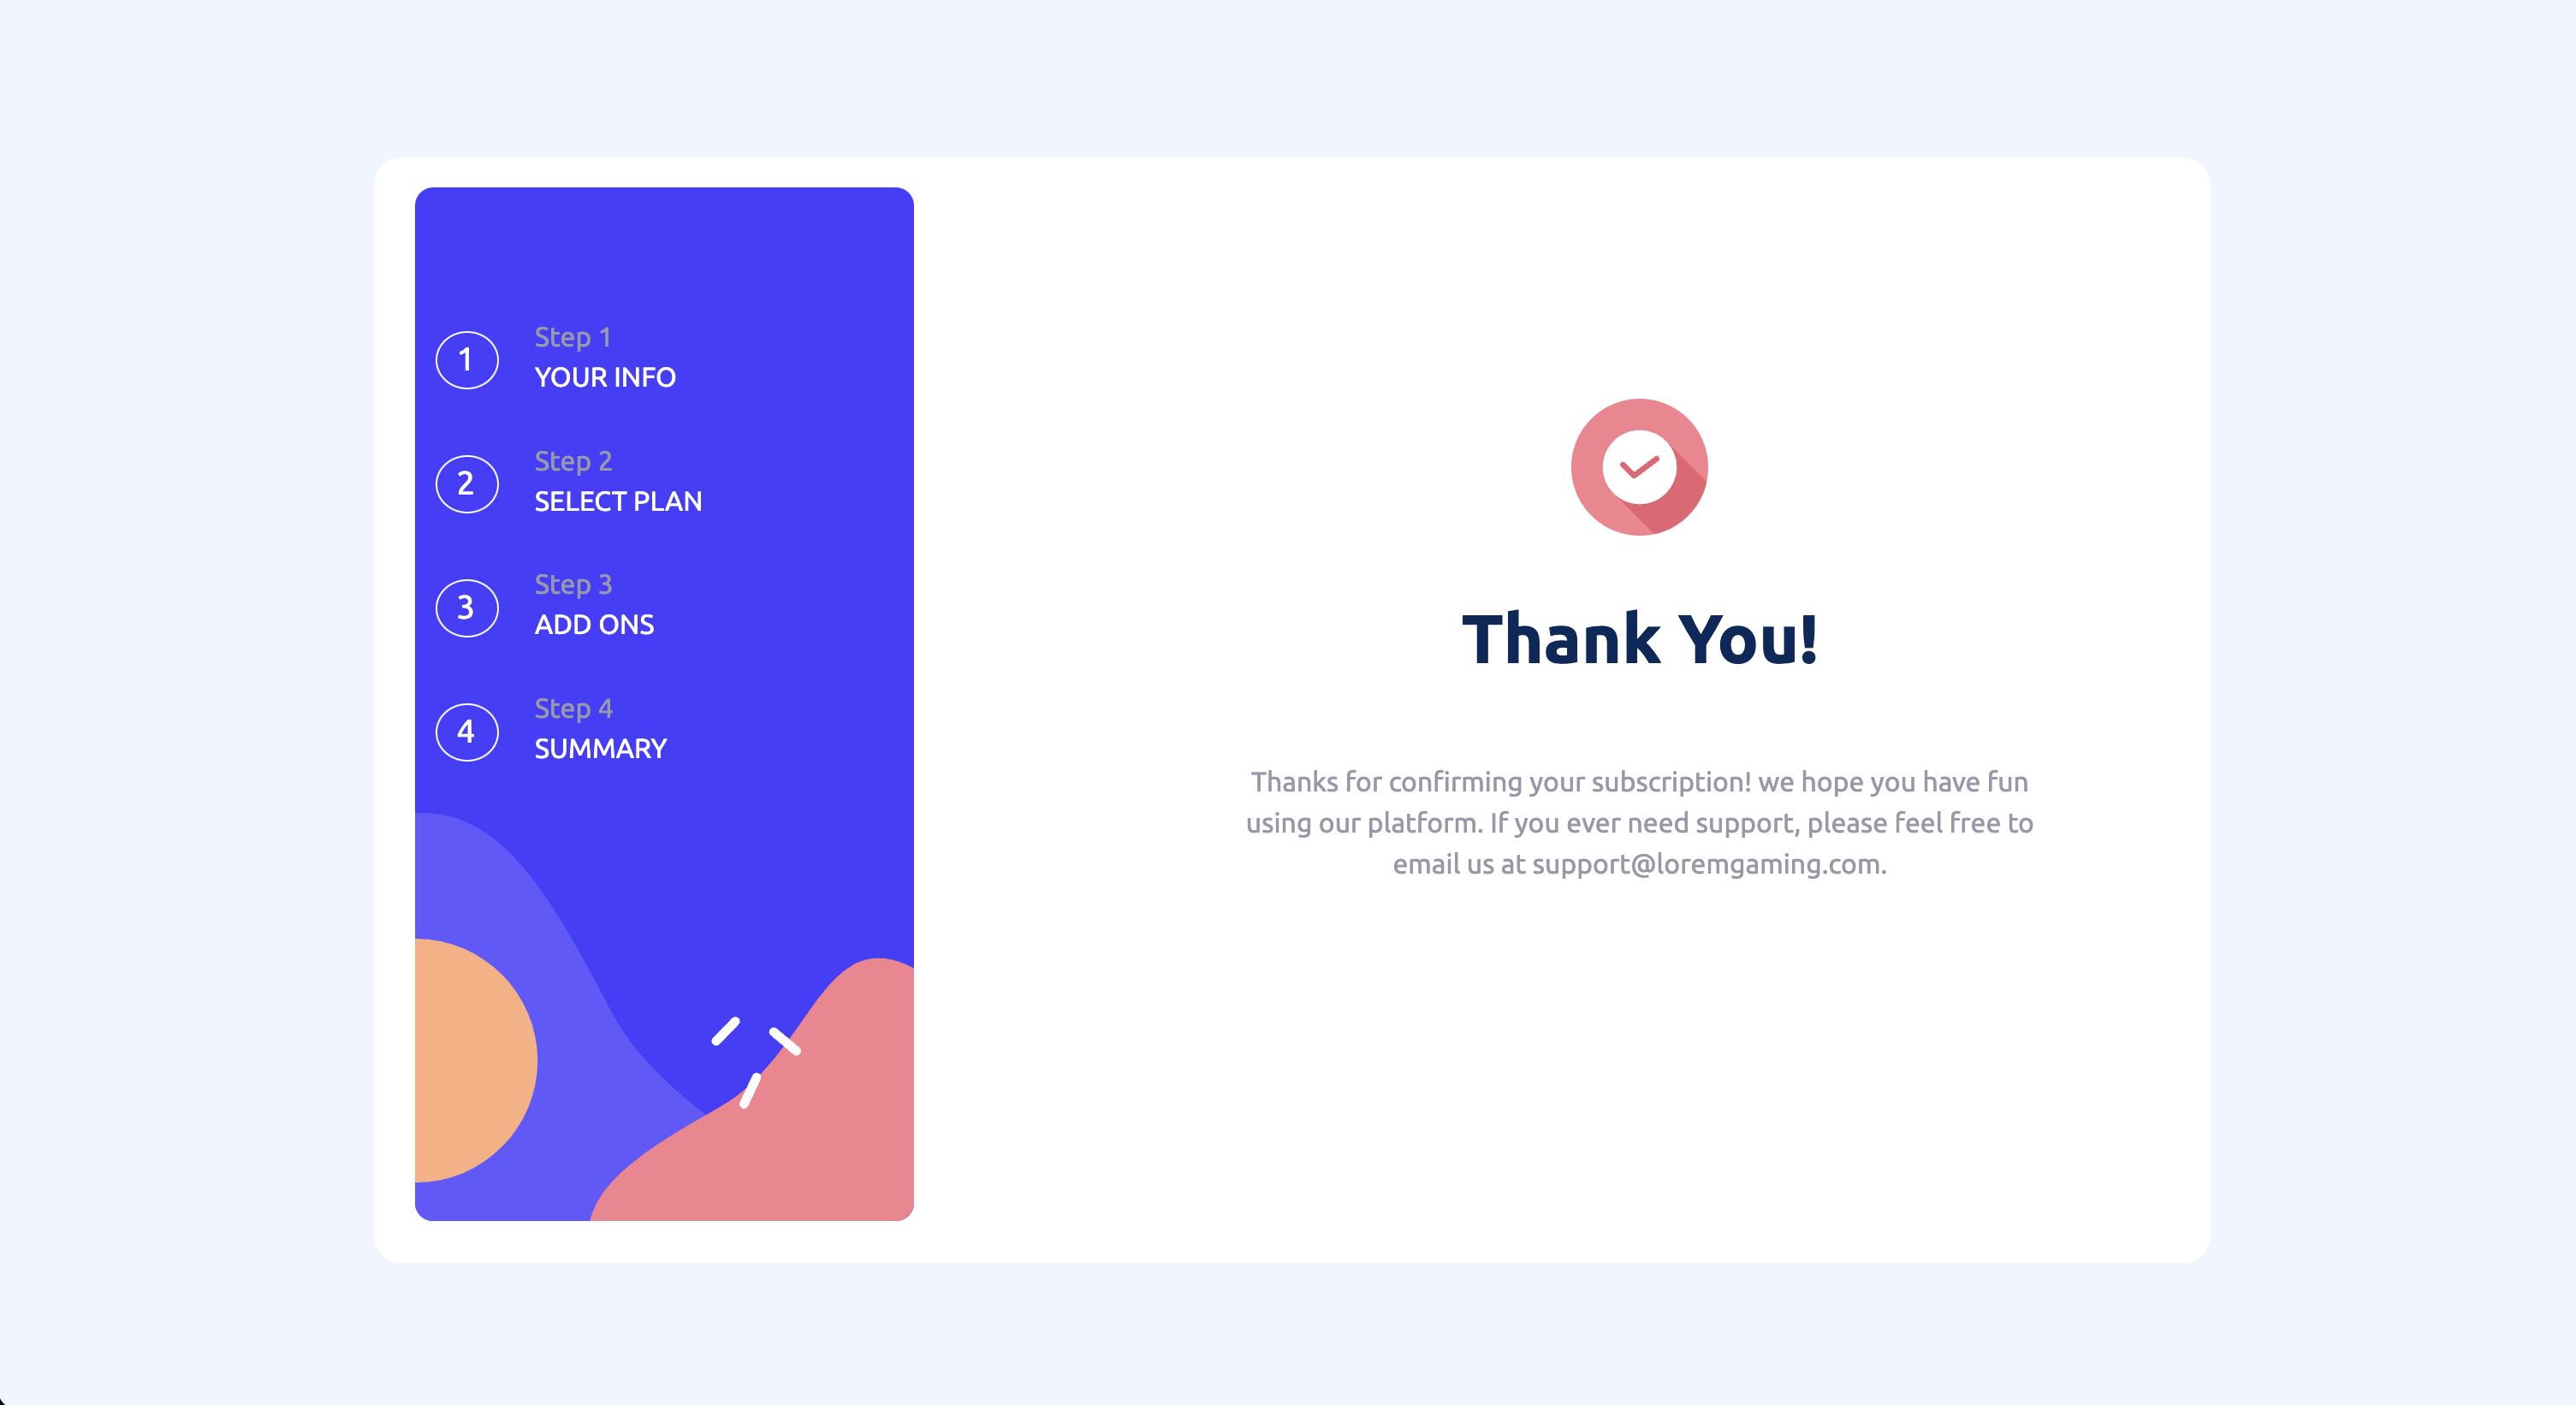 1
Step 1
YOUR INFO
2
Step 2
SELECT PLAN
3
Step 3
ADD ONS
4
Step 4
SUMMARY
Thank You!
Thanks for confirming your subscription! we hope you have fun
using our platform. If you ever need support, please feel free to
email us at support@loremgaming.com.